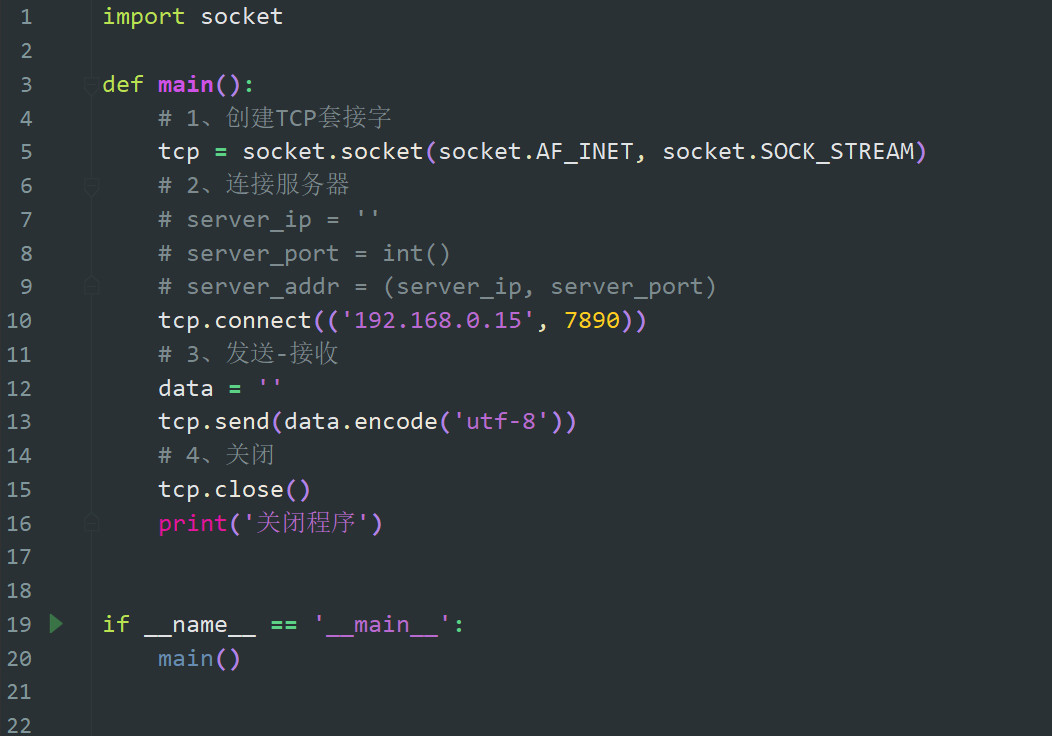 1 import socket
2
3 def main():
4     # 1、创建TCP套接字
5     tcp = socket.socket(socket.AF_INET, socket.SOCK_STREAM)
6     # 2、连接服务器
7     # server_ip = ''
8     # server_port = int()
9     # server_addr = (server_ip, server_port)
10     tcp.connect(('192.168.0.15', 7890))
11     # 3、发送-接收
12     data = ''
13     tcp.send(data.encode('utf-8'))
14     # 4、关闭
15     tcp.close()
16     print('关闭程序')
17
18
19 if __name__ == '__main__':
20     main()
21
22